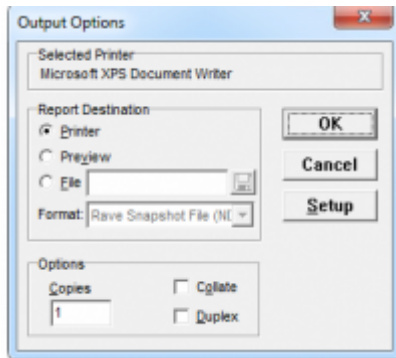 Output Options
Selected Printer
Microsoft XPS Document Writer
Report Destination
Printer
Preview
File
Format: Rave Snapshot File (NI
OK
Cancel
Setup
Options
Copies
1
Collate
Duplex